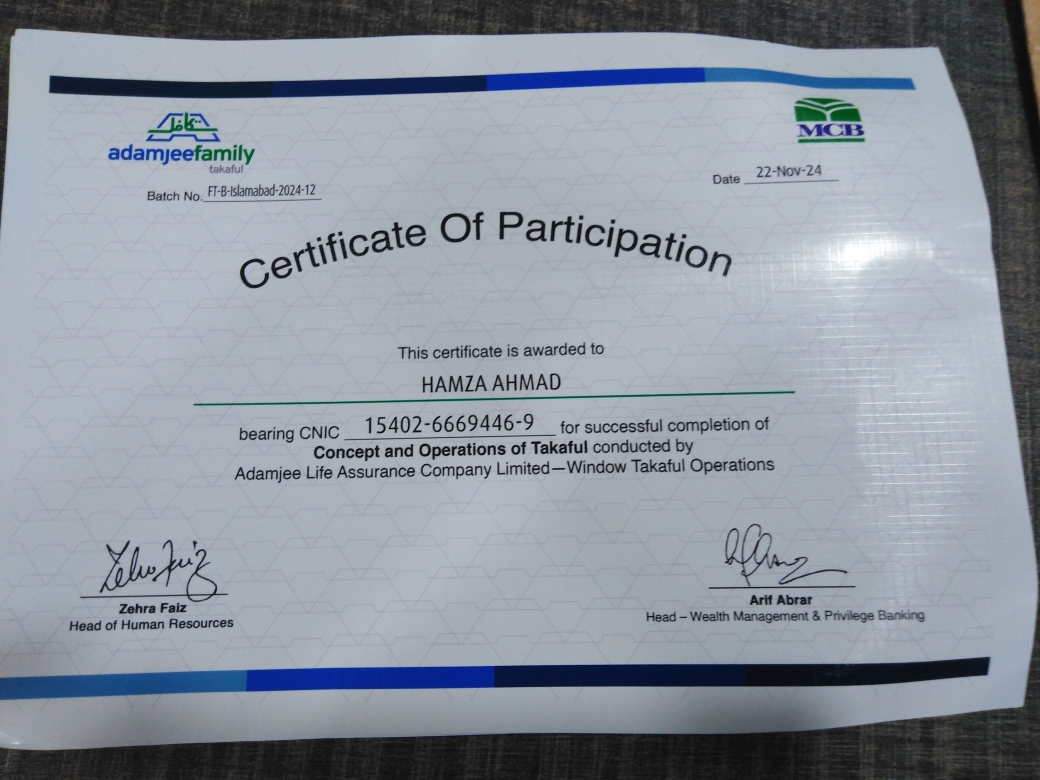 تکافل
adamjeefamily
takaful
MCB
Batch No. FT-B-Islamabad-2024-12
Date 22-Nov-24
Certificate Of Participation
This certificate is awarded to
HAMZA AHMAD
bearing CNIC 15402-6669446-9 for successful completion of
Concept and Operations of Takaful conducted by
Adamjee Life Assurance Company Limited—Window Takaful Operations
Zehra Faiz
Zehra Faiz
Head of Human Resources
Arif Abrar
Head – Wealth Management & Privilege Banking